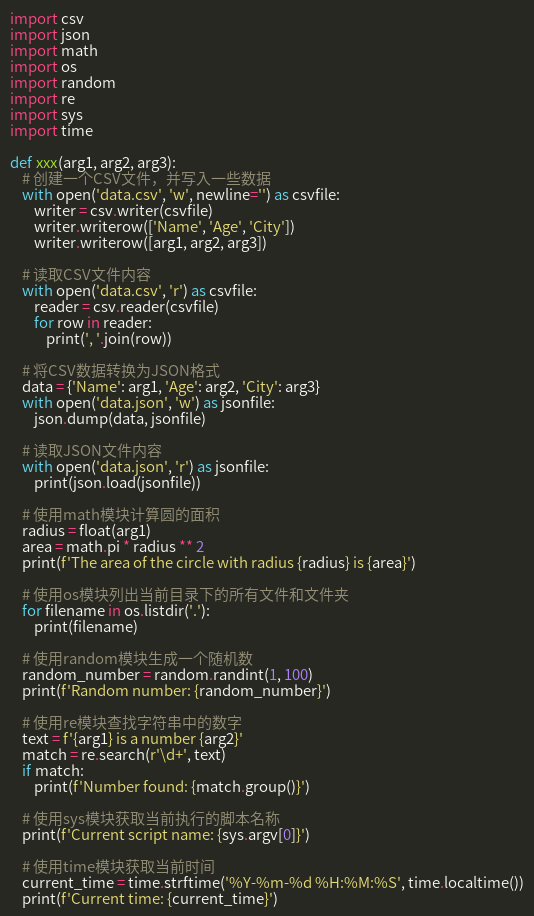 import csv
import json
import math
import os
import random
import re
import sys
import time

def xxx(arg1, arg2, arg3):
    # 创建一个CSV文件，并写入一些数据
    with open('data.csv', 'w', newline='') as csvfile:
        writer = csv.writer(csvfile)
        writer.writerow(['Name', 'Age', 'City'])
        writer.writerow([arg1, arg2, arg3])

    # 读取CSV文件内容
    with open('data.csv', 'r') as csvfile:
        reader = csv.reader(csvfile)
        for row in reader:
            print(', '.join(row))

    # 将CSV数据转换为JSON格式
    data = {'Name': arg1, 'Age': arg2, 'City': arg3}
    with open('data.json', 'w') as jsonfile:
        json.dump(data, jsonfile)

    # 读取JSON文件内容
    with open('data.json', 'r') as jsonfile:
        print(json.load(jsonfile))

    # 使用math模块计算圆的面积
    radius = float(arg1)
    area = math.pi * radius ** 2
    print(f'The area of the circle with radius {radius} is {area}')

    # 使用os模块列出当前目录下的所有文件和文件夹
    for filename in os.listdir('.'):
        print(filename)

    # 使用random模块生成一个随机数
    random_number = random.randint(1, 100)
    print(f'Random number: {random_number}')

    # 使用re模块查找字符串中的数字
    text = f'{arg1} is a number {arg2}'
    match = re.search(r'\d+', text)
    if match:
        print(f'Number found: {match.group()}')

    # 使用sys模块获取当前执行的脚本名称
    print(f'Current script name: {sys.argv[0]}')

    # 使用time模块获取当前时间
    current_time = time.strftime('%Y-%m-%d %H:%M:%S', time.localtime())
    print(f'Current time: {current_time}')